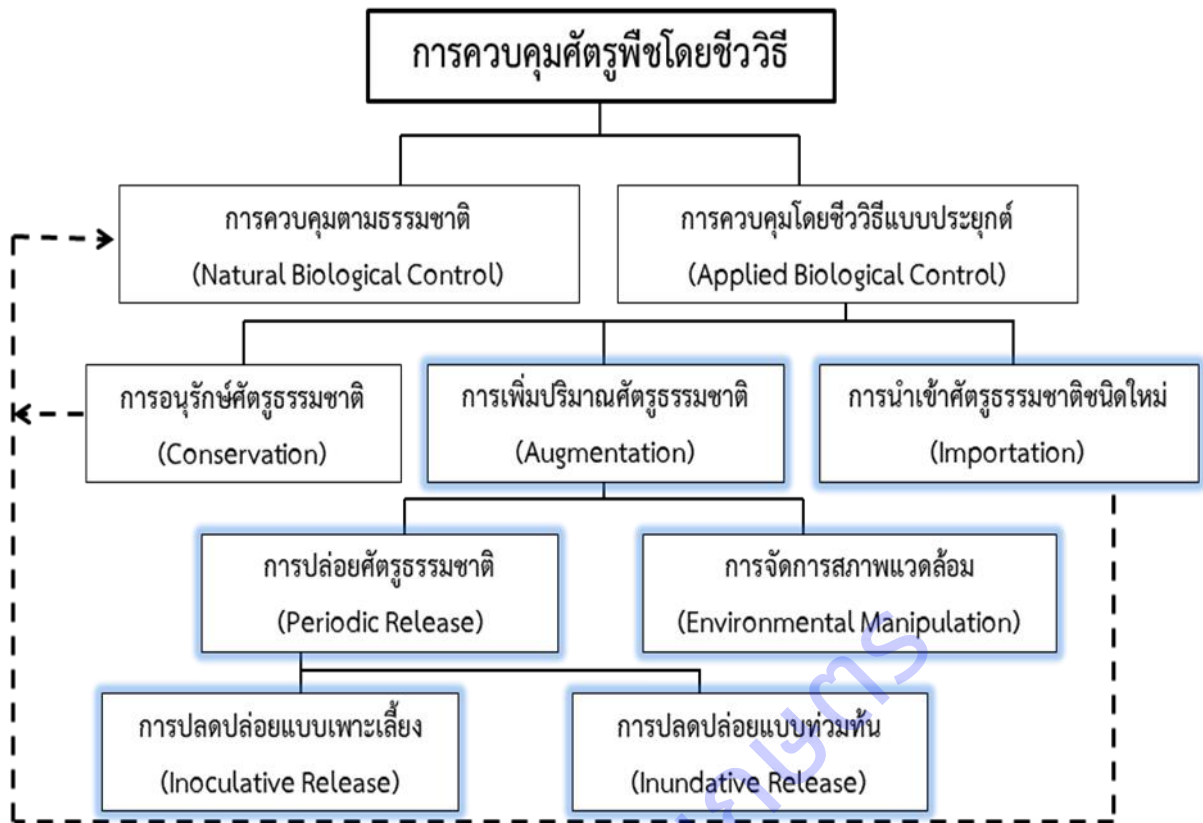 การควบคุมศัตรูพืชโดยชีววิธี
การควบคุมตามธรรมชาติ
(Natural Biological Control)
การควบคุมโดยชีววิธีแบบประยุกต์
(Applied Biological Control)
การอนุรักษ์ศัตรูธรรมชาติ
(Conservation)
การเพิ่มปริมาณศัตรูธรรมชาติ
(Augmentation)
การนำเข้าศัตรูธรรมชาติชนิดใหม่
(Importation)
การปล่อยศัตรูธรรมชาติ
(Periodic Release)
การจัดการสภาพแวดล้อม
(Environmental Manipulation)
การปลดปล่อยแบบเพาะเลี้ยง
(Inoculative Release)
การปลดปล่อยแบบท่วมท้น
(Inundative Release)